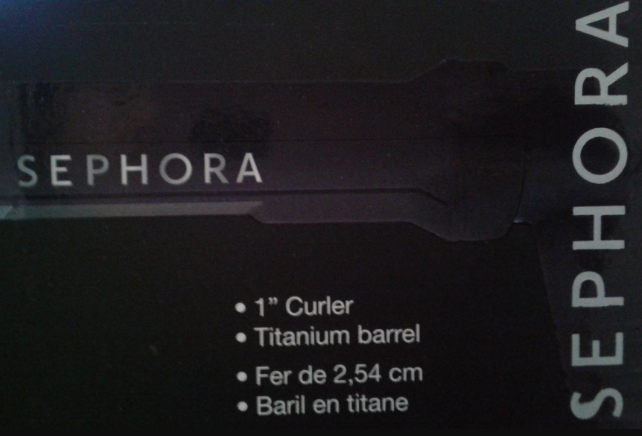 SEPHORA
• 1” Curler
• Titanium barrel
• Fer de 2,54 cm
• Baril en titane
SEPHORA